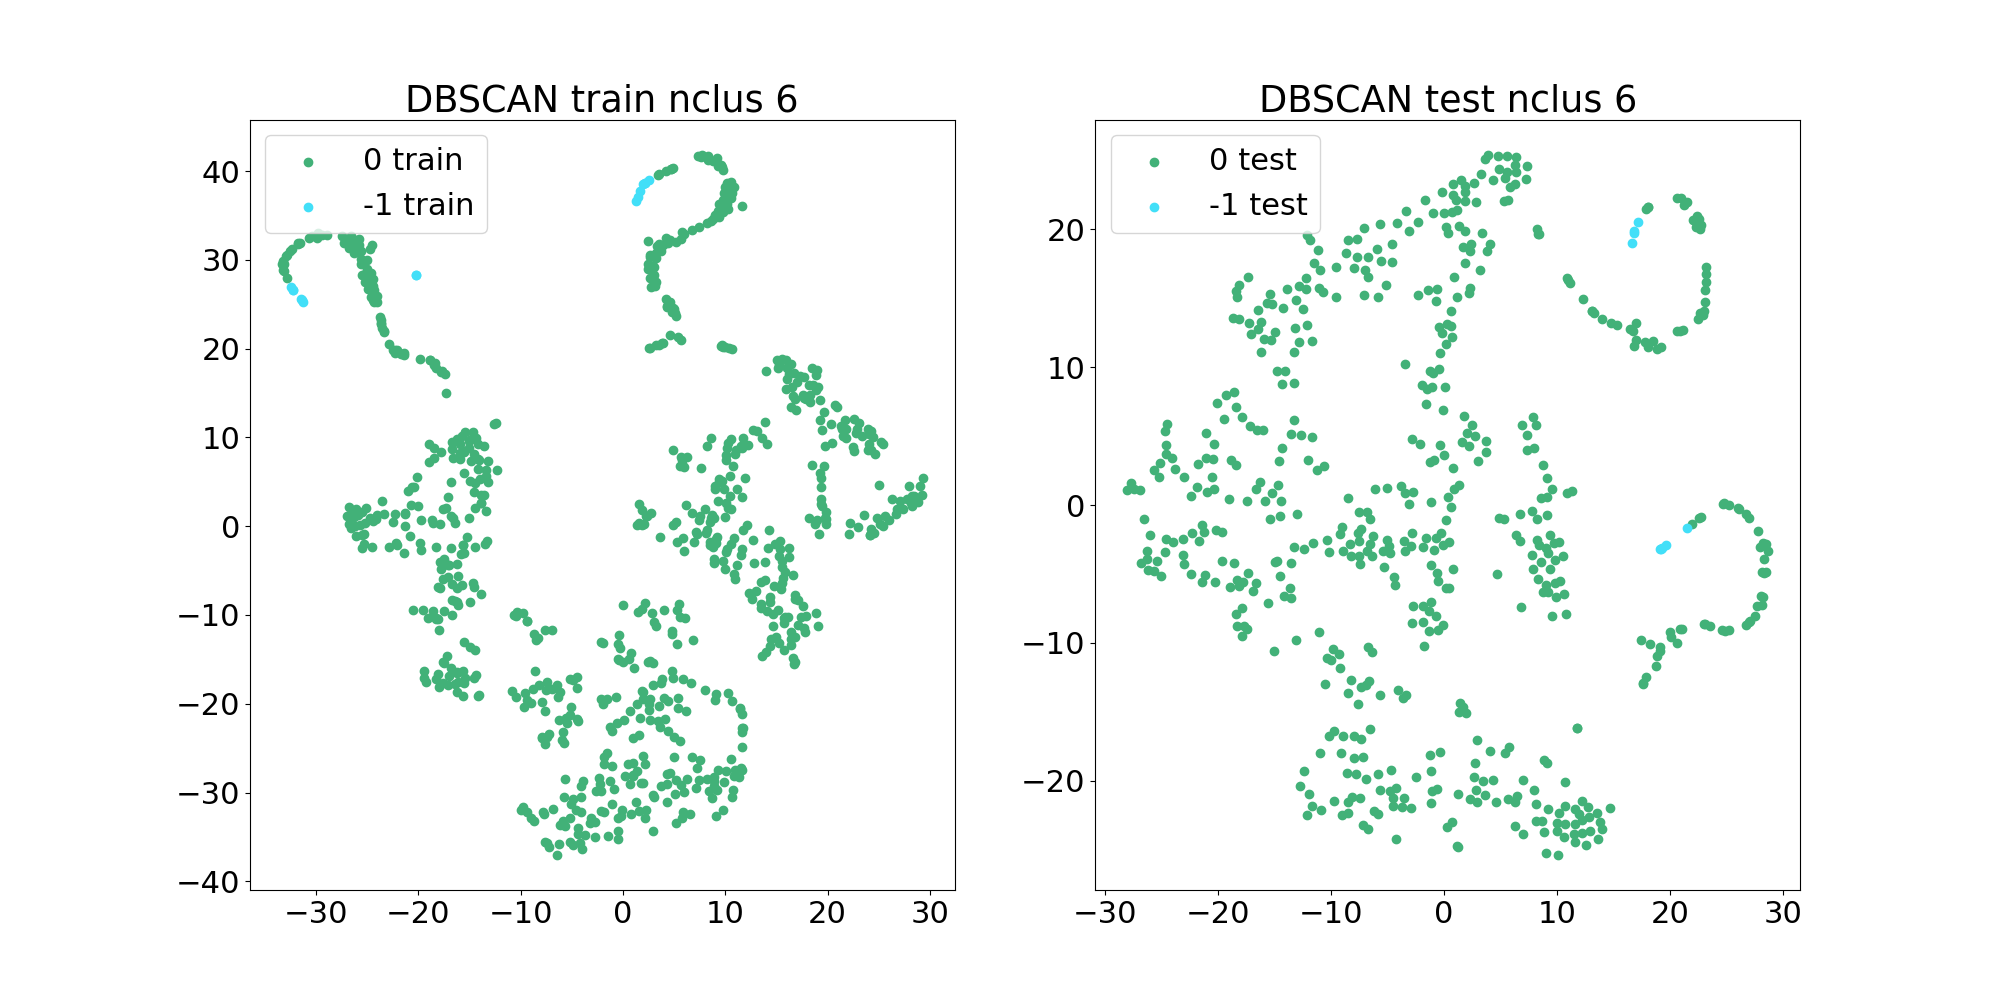 DBSCAN train nclus 6
0 train
-1 train
40
30
20
10
0
−10
−20
−30
−40
−30 −20 −10 0 10 20 30
DBSCAN test nclus 6
0 test
-1 test
20
10
0
−10
−20
−30 −20 −10 0 10 20 30